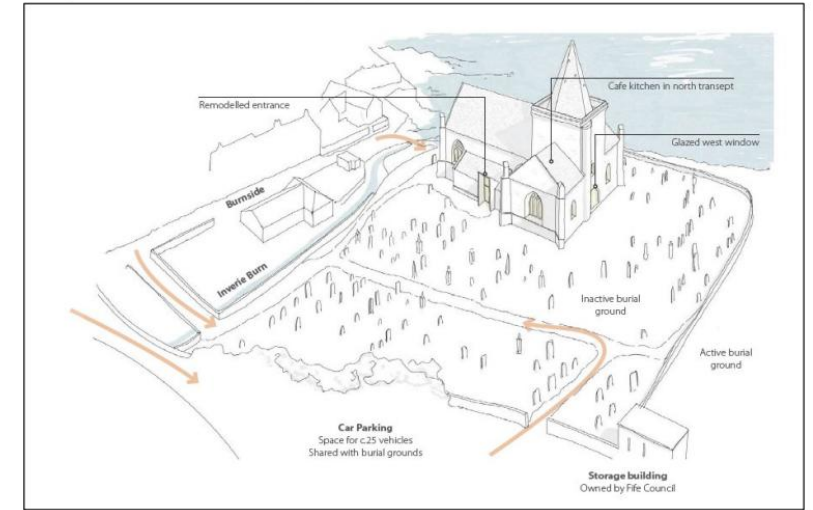 Remodelled entrance
Cafe kitchen in north transept
Glazed west window
Burnside
Inverie Burn
Inactive burial
ground
Active burial
ground
Car Parking
Space for c.25 vehicles
Shared with burial grounds
Storage building
Owned by Fife Council